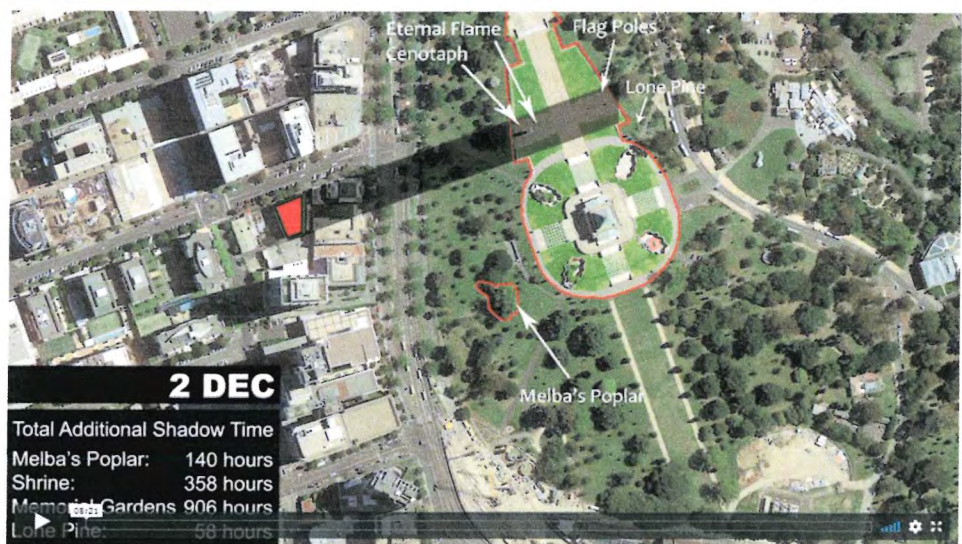 Eternal Flame
Cenotaph
Flag Poles
Lone Pine
Melba's Poplar
2 DEC
Total Additional Shadow Time
Melba's Poplar: 140 hours
Shrine: 358 hours
Memorial Gardens 906 hours
Lone Pine: 58 hours